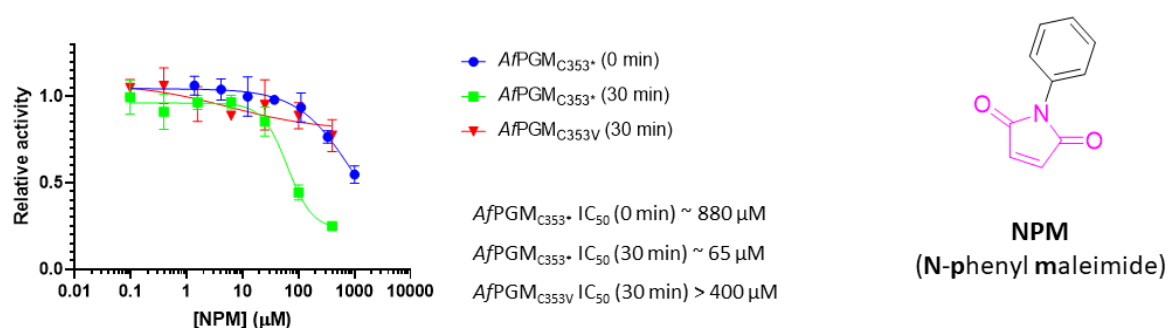 Relative activity
1.0
0.5
0.0
0.01 0.1 1 10 100 1000 10000
[NPM] (μM)
AfPGMC353* (0 min)
AfPGMC353* (30 min)
AfPGMC353V (30 min)
AfPGMC353* IC50 (0 min) ~ 880 μM
AfPGMC353* IC50 (30 min) ~ 65 μM
AfPGMC353V IC50 (30 min) > 400 μM
O
N
O
NPM
(N-phenyl maleimide)